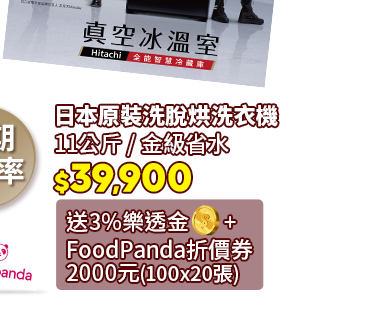 真空冰溫室
Hitachi 全能智慧冷藏庫
期
率
日本原裝洗脫烘洗衣機
11公斤 / 金級省水
$39,900
送3%樂透金 $ +
FoodPanda折價券
2000元(100x20張)
panda